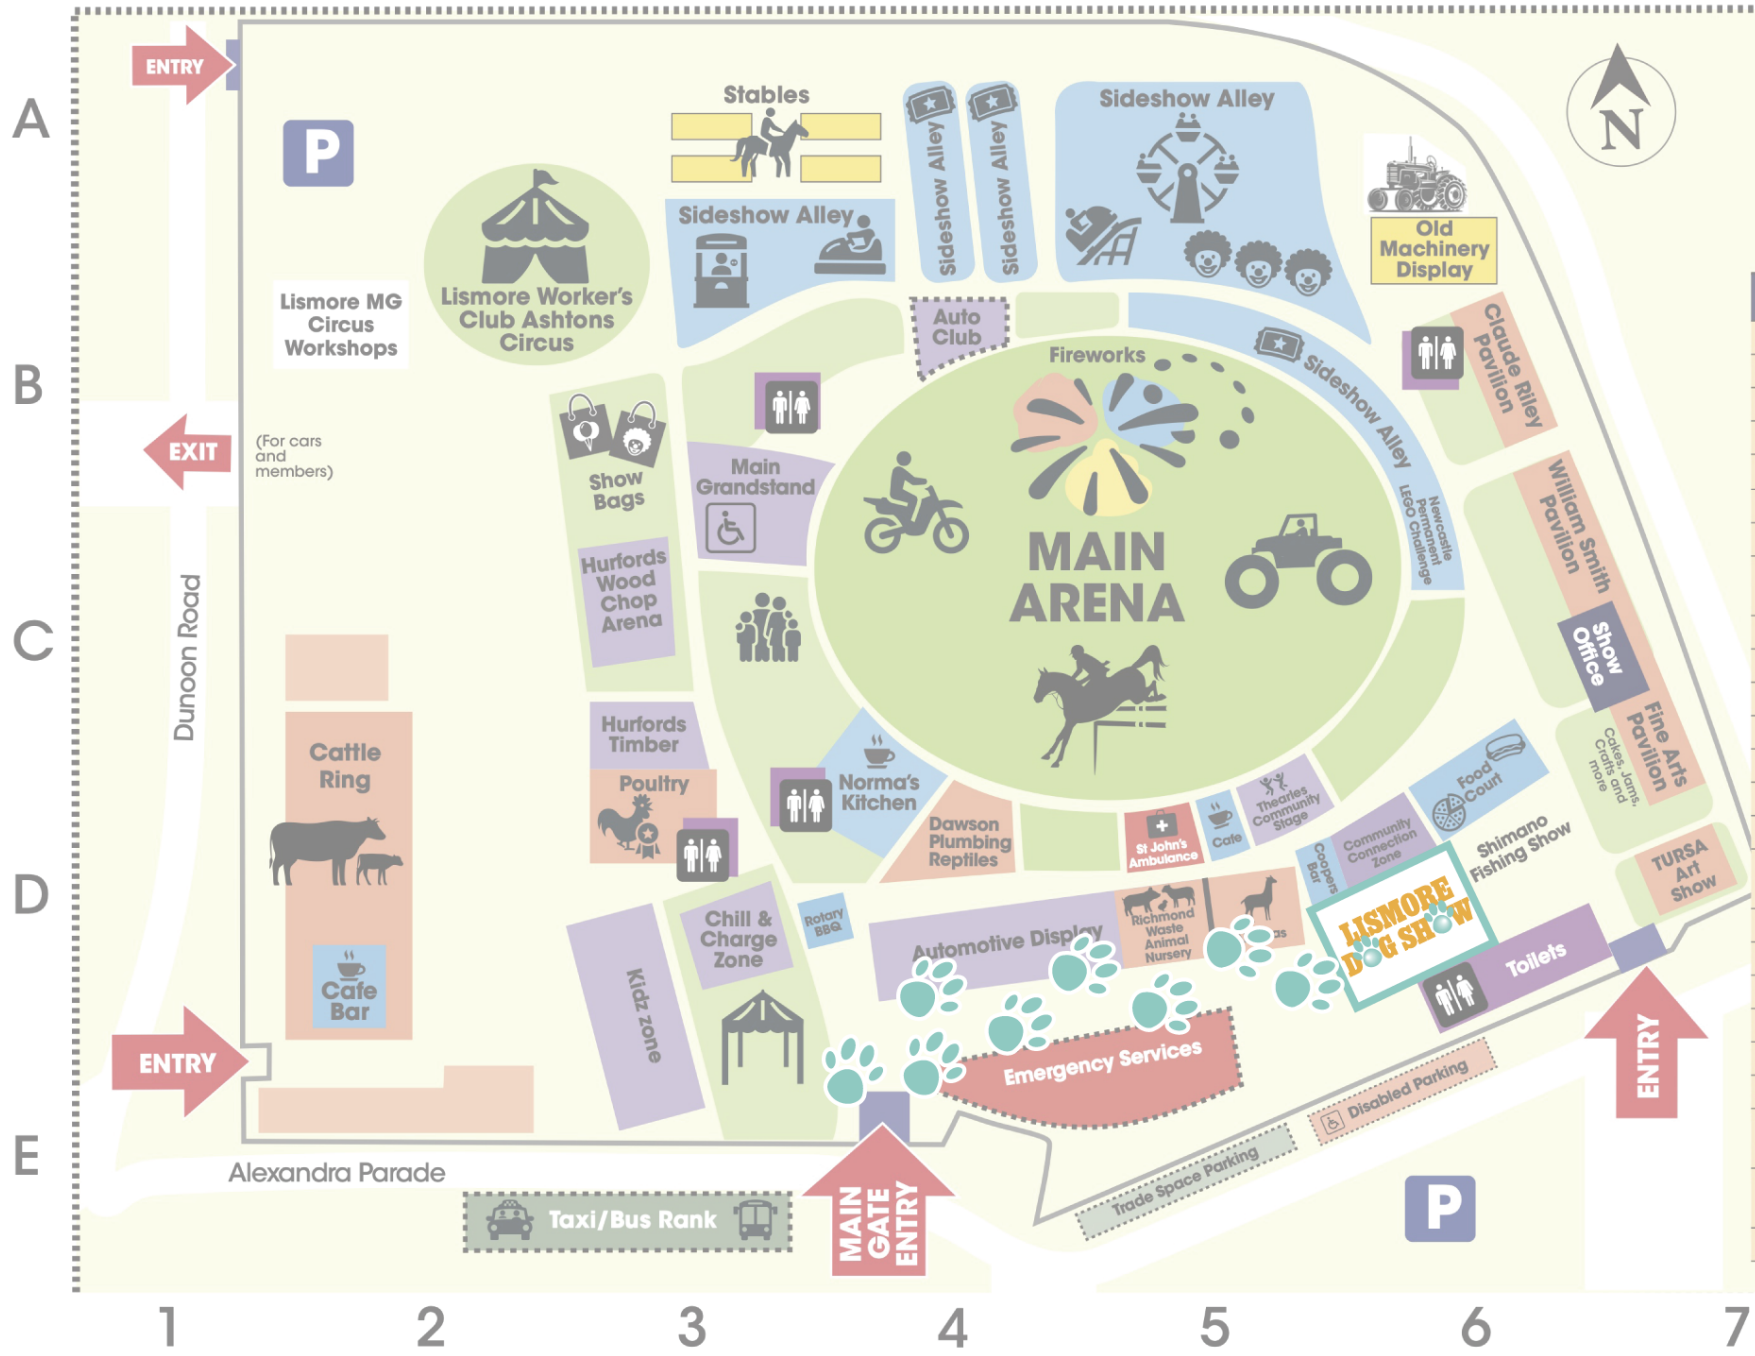 A
B
C
D
E
1 2 3 4 5 6 7
ENTRY
P
Stables
Sideshow Alley
Sideshow Alley
Sideshow Alley
Sideshow Alley
N
Old
Machinery
Display
Lismore MG
Circus
Workshops
Lismore Worker's
Club Ashtons
Circus
Auto
Club
Fireworks
Sideshow Alley
Newcastle
Permanent
LEGO Challenge
Claude Riley
Pavilion
EXIT
(For cars
and
members)
Show
Bags
Main
Grandstand
MAIN
ARENA
William Smith
Pavilion
Hurfords
Wood
Chop
Arena
Dunoon Road
Show
Office
Cattle
Ring
Hurfords
Timber
Poultry
Norma's
Kitchen
Dawson
Plumbing
Reptiles
St John's
Ambulance
Cafe
Thearles
Community
Stage
Food
Court
Fine Arts
Pavilion
Cakes, Jams,
Crafts and
more
Coopers
Bar
Community
Connection
Zone
Shimano
Fishing Show
TURSA
Art
Show
Chill &
Charge
Zone
Rotary
BBQ
Automotive Display
Richmond
Waste
Animal
Nursery
as
LISMORE
DOG SHOW
Toilets
Cafe
Bar
Kidz zone
ENTRY
Emergency Services
ENTRY
Disabled Parking
Trade Space Parking
Alexandra Parade
Taxi/Bus Rank
MAIN
GATE
ENTRY
P